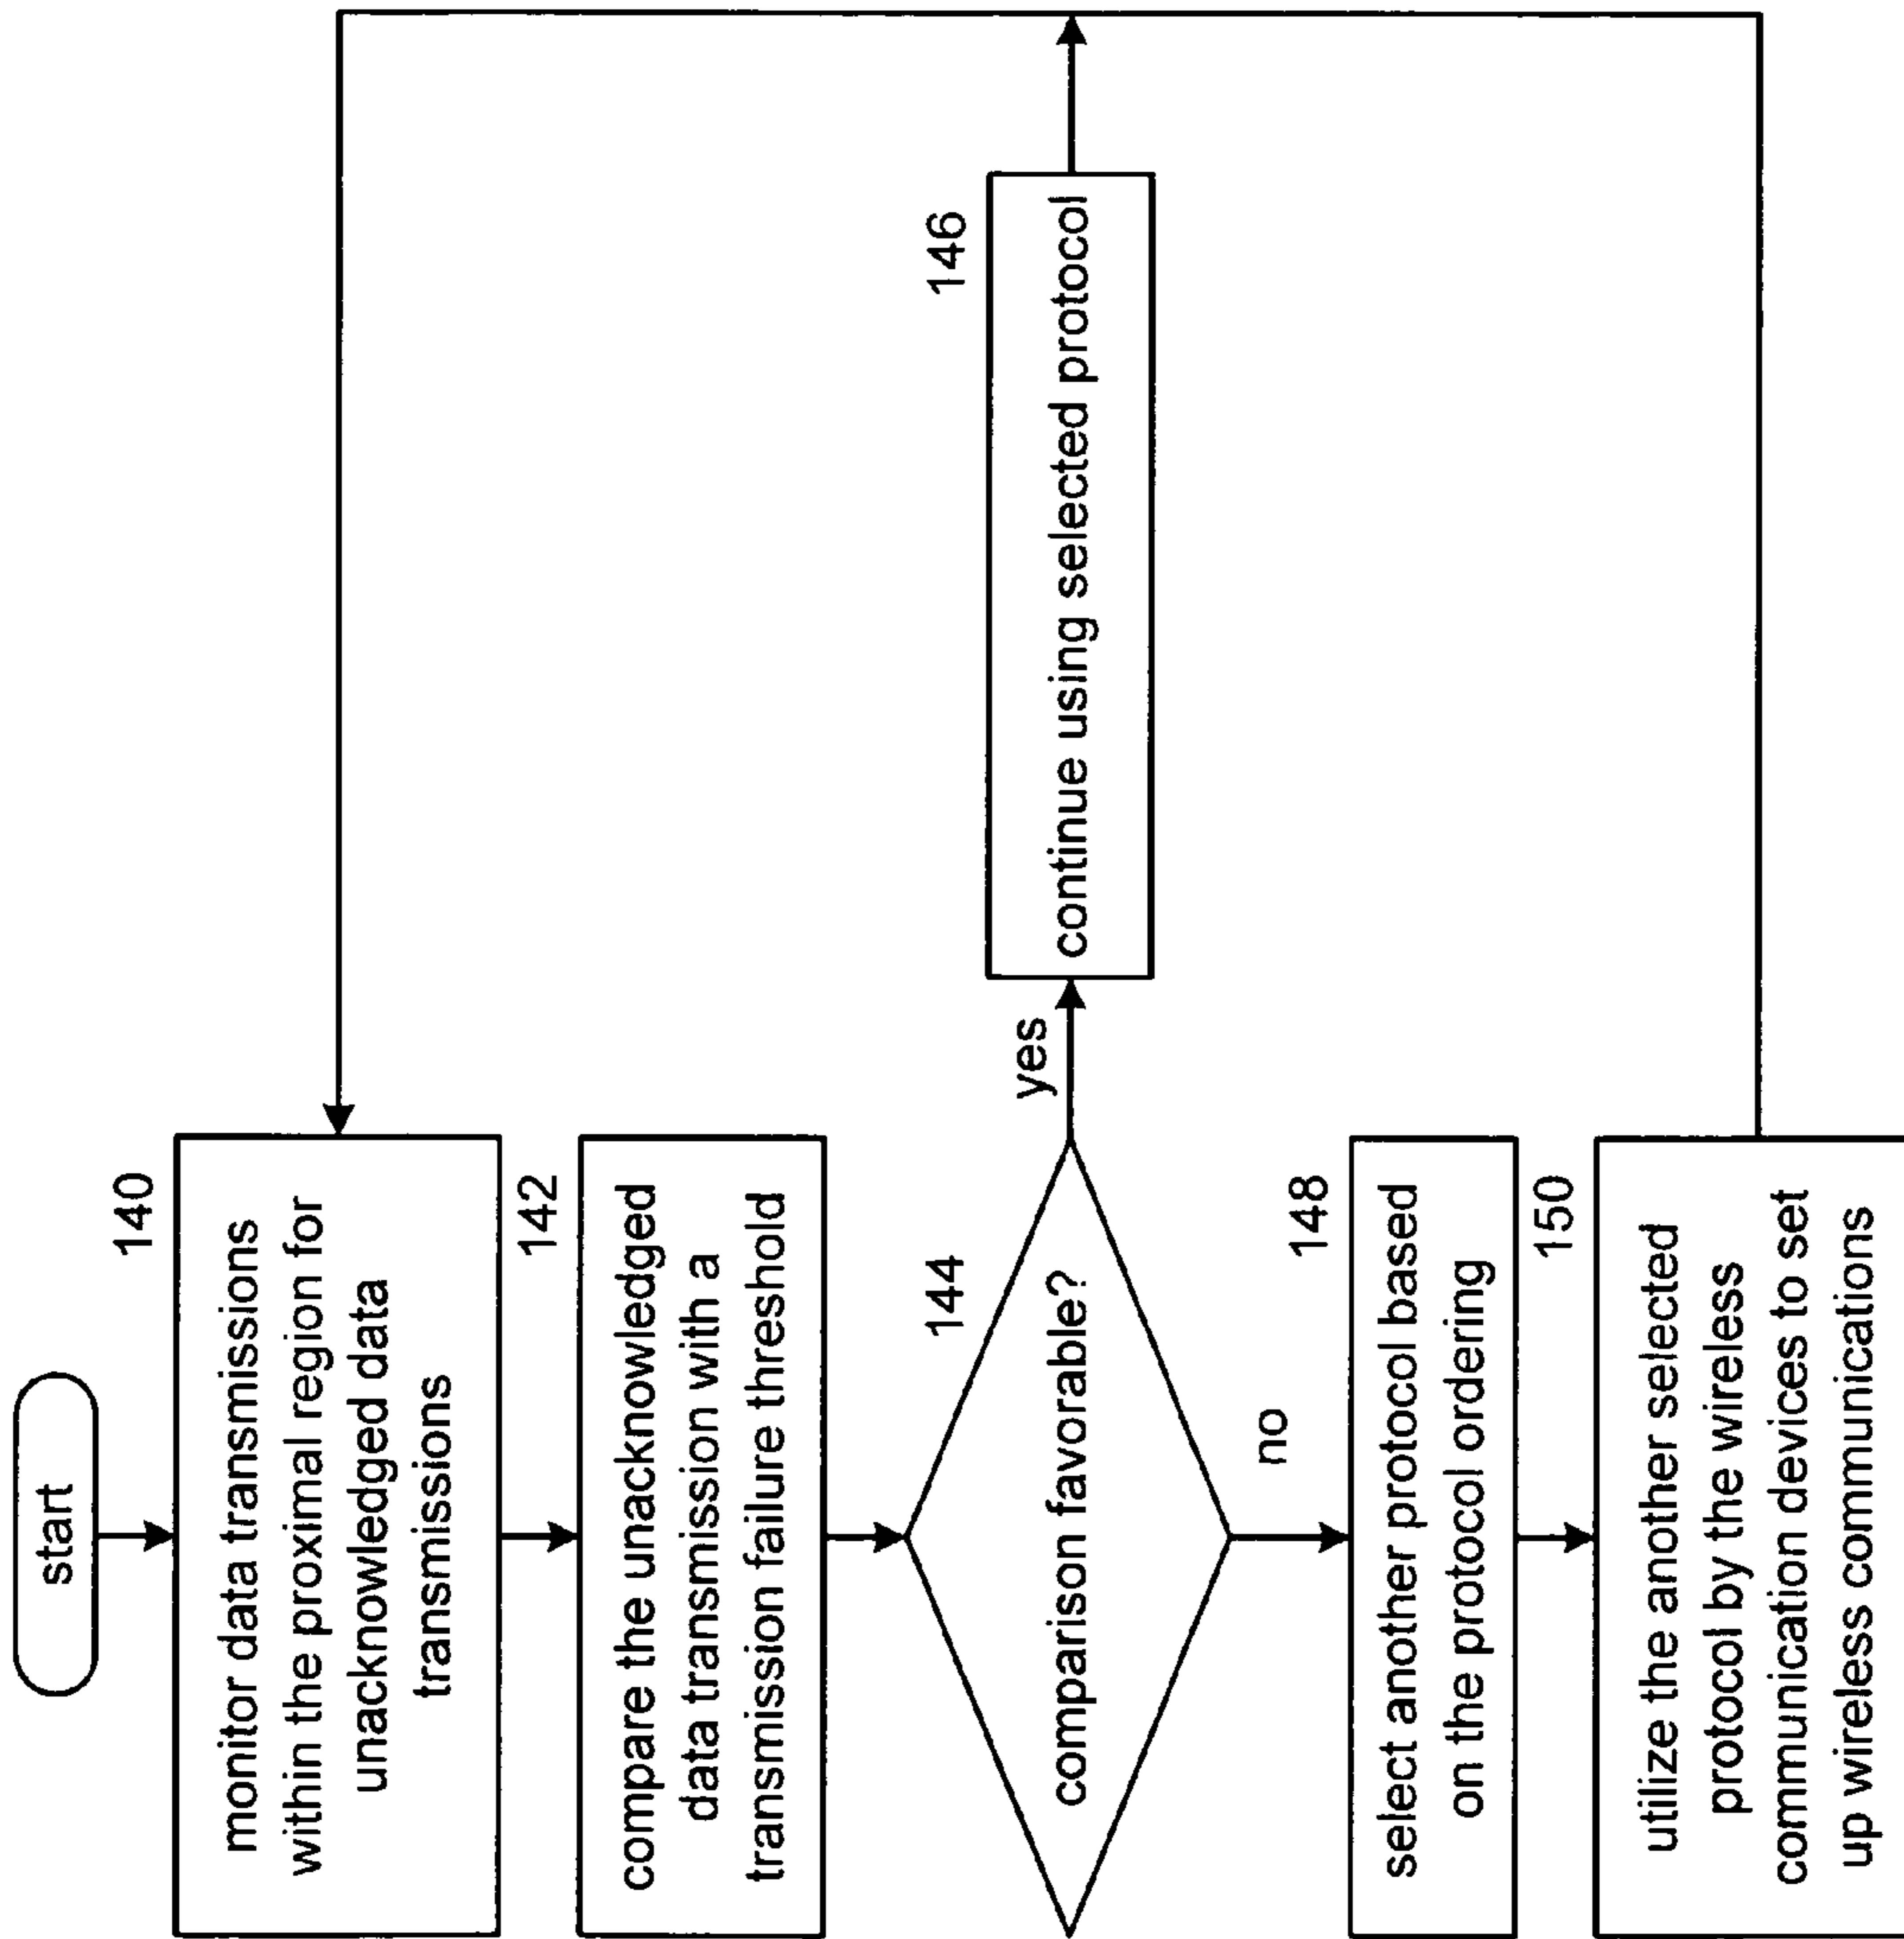 start
140
monitor data transmissions
within the proximal region for
unacknowledged data
transmissions
142
compare the unacknowledged
data transmission with a
transmission failure threshold
144
comparison favorable?
yes
146
continue using selected protocol
no
148
select another protocol based
on the protocol ordering
150
utilize the another selected
protocol by the wireless
communication devices to set
up wireless communications